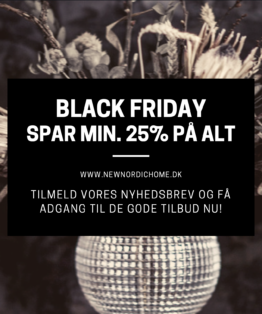 BLACK FRIDAY
SPAR MIN. 25% PÅ ALT
WWW.NEWNORDICHOME.DK
TILMELD VORES NYHEDSBREV OG FÅ
ADGANG TIL DE GODE TILBUD NU!